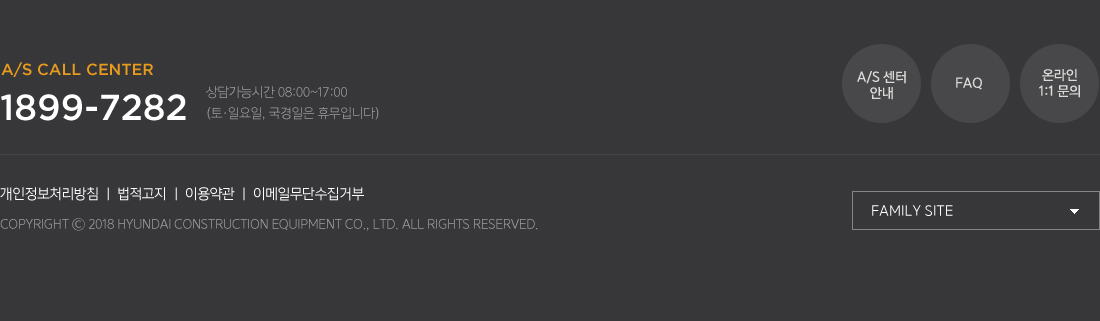 A/S CALL CENTER
1899-7282
상담가능시간 08:00~17:00
(토·일요일, 국경일은 휴무입니다)
A/S 센터
안내
FAQ
온라인
1:1 문의
개인정보처리방침 | 법적고지 | 이용약관 | 이메일무단수집거부
COPYRIGHT ⓒ 2018 HYUNDAI CONSTRUCTION EQUIPMENT CO., LTD. ALL RIGHTS RESERVED.
FAMILY SITE